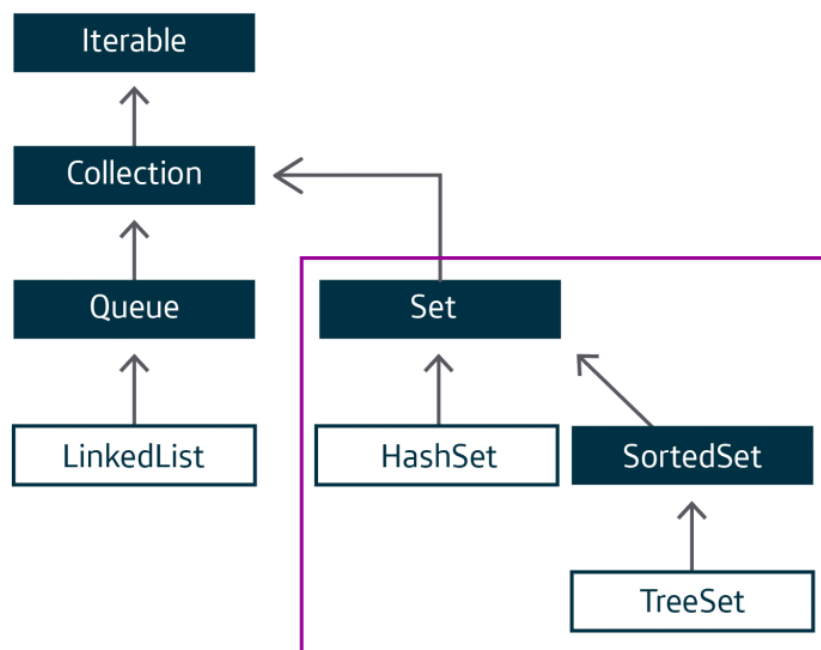 Iterable
Collection
Queue
Set
LinkedList
HashSet
SortedSet
TreeSet